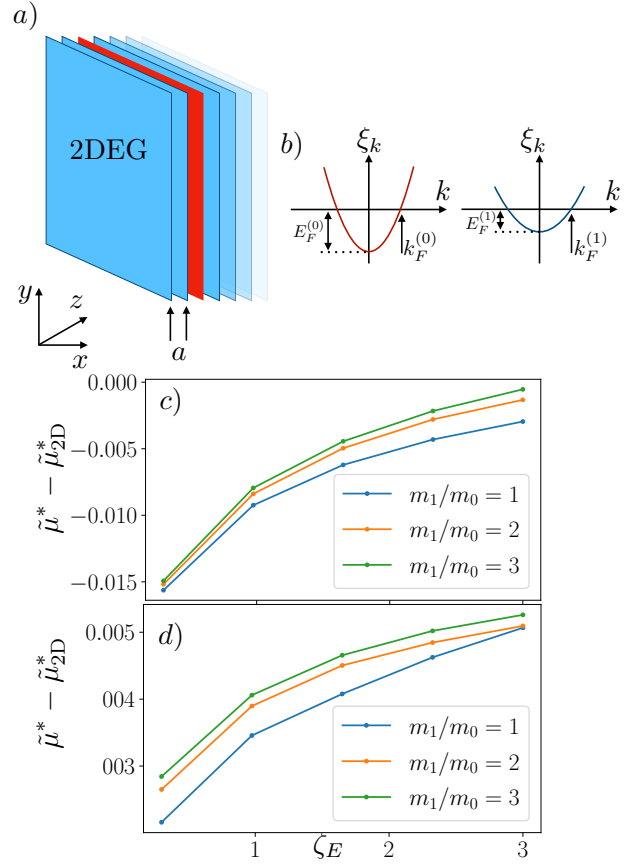 a)
2DEG
y
z
x
a
b)
ξ_k
k
E_F^{(0)}
k_F^{(0)}
ξ_k
k
E_F^{(1)}
k_F^{(1)}
c)
0.000
−0.005
−0.010
−0.015
μ̃* − μ̃*_{2D}
m_1/m_0 = 1
m_1/m_0 = 2
m_1/m_0 = 3
d)
0.005
004
003
μ̃* − μ̃*_{2D}
m_1/m_0 = 1
m_1/m_0 = 2
m_1/m_0 = 3
1
ζ_E
2
3